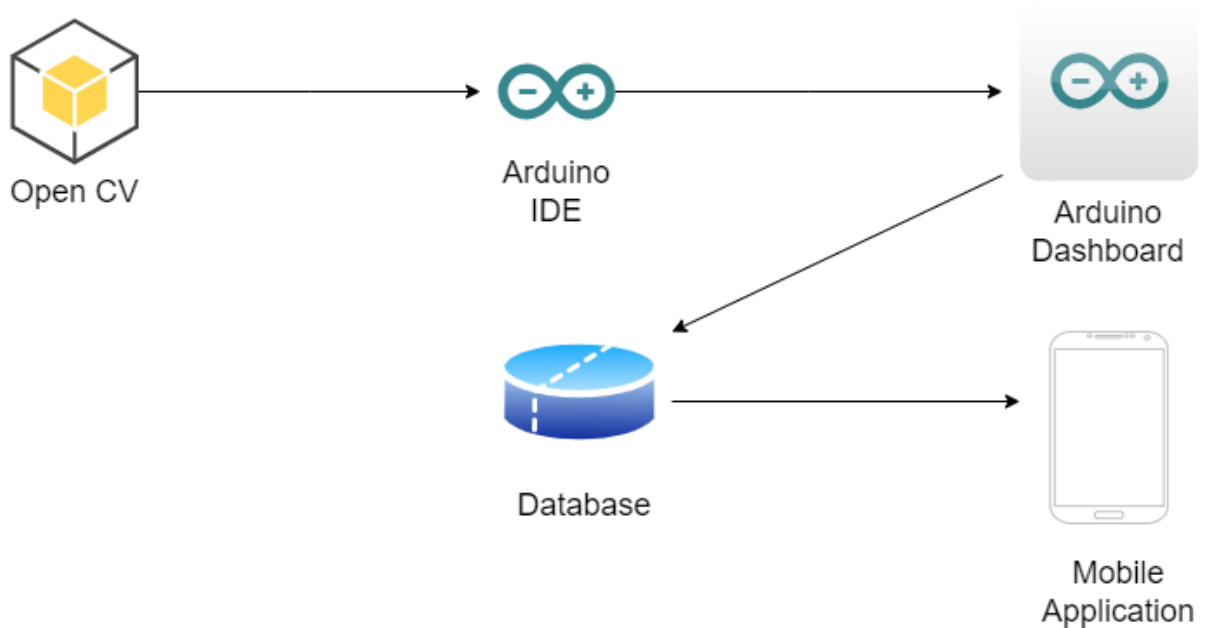 Open CV
Arduino
IDE
Arduino
Dashboard
Database
Mobile
Application